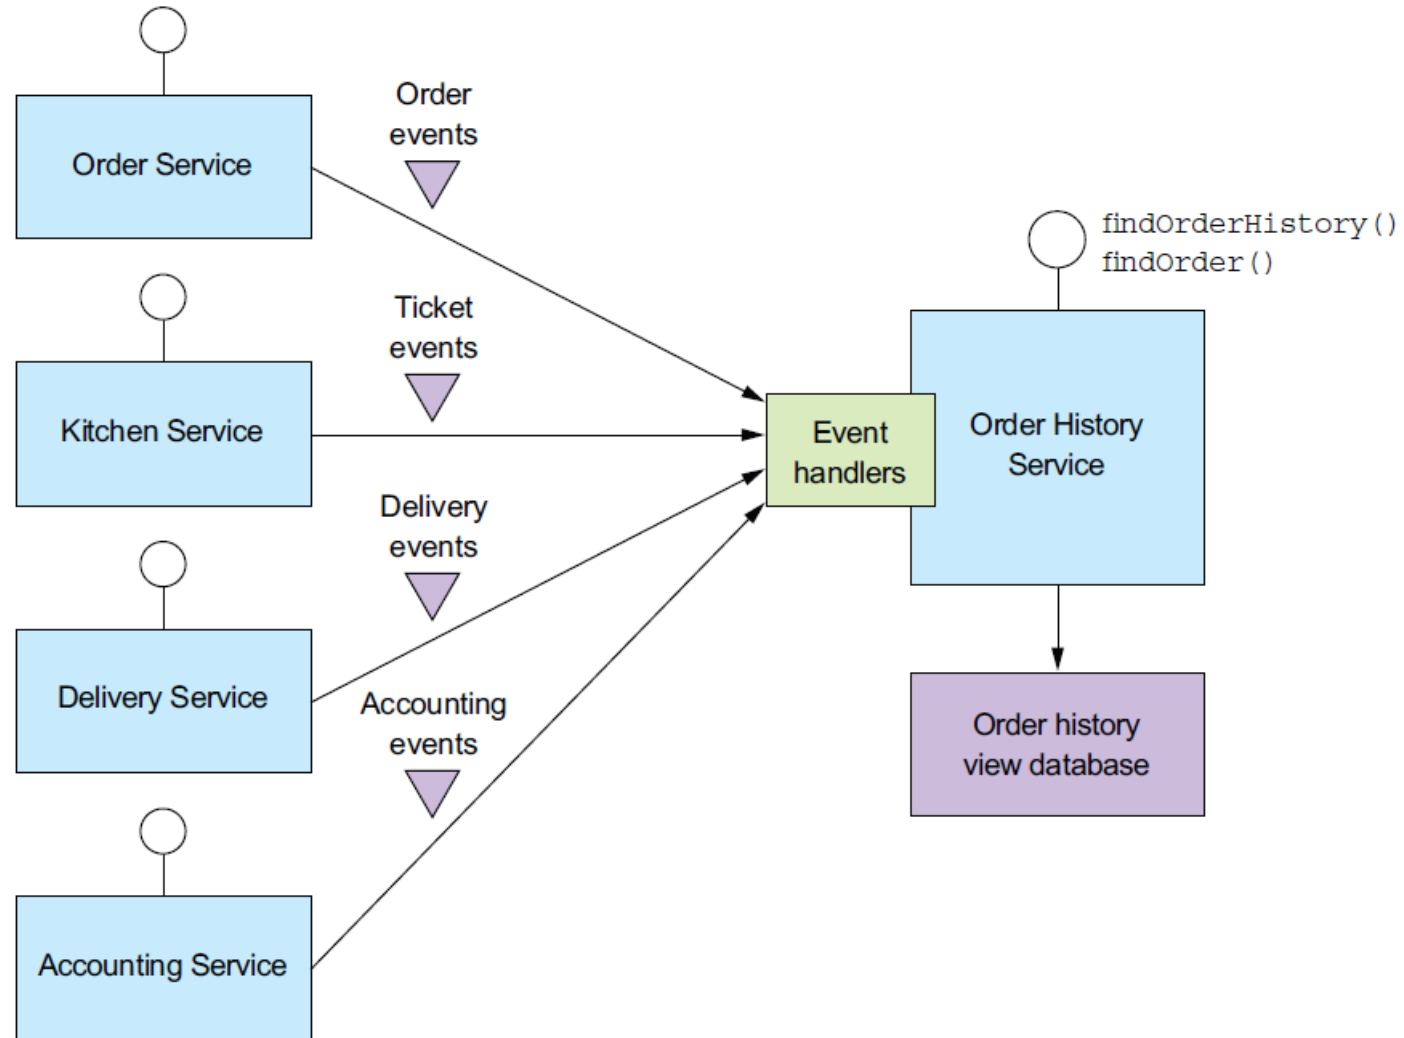 Order Service
Order
events
Kitchen Service
Ticket
events
Delivery Service
Delivery
events
Accounting Service
Accounting
events
Event
handlers
findOrderHistory()
findOrder()
Order History
Service
Order history
view database